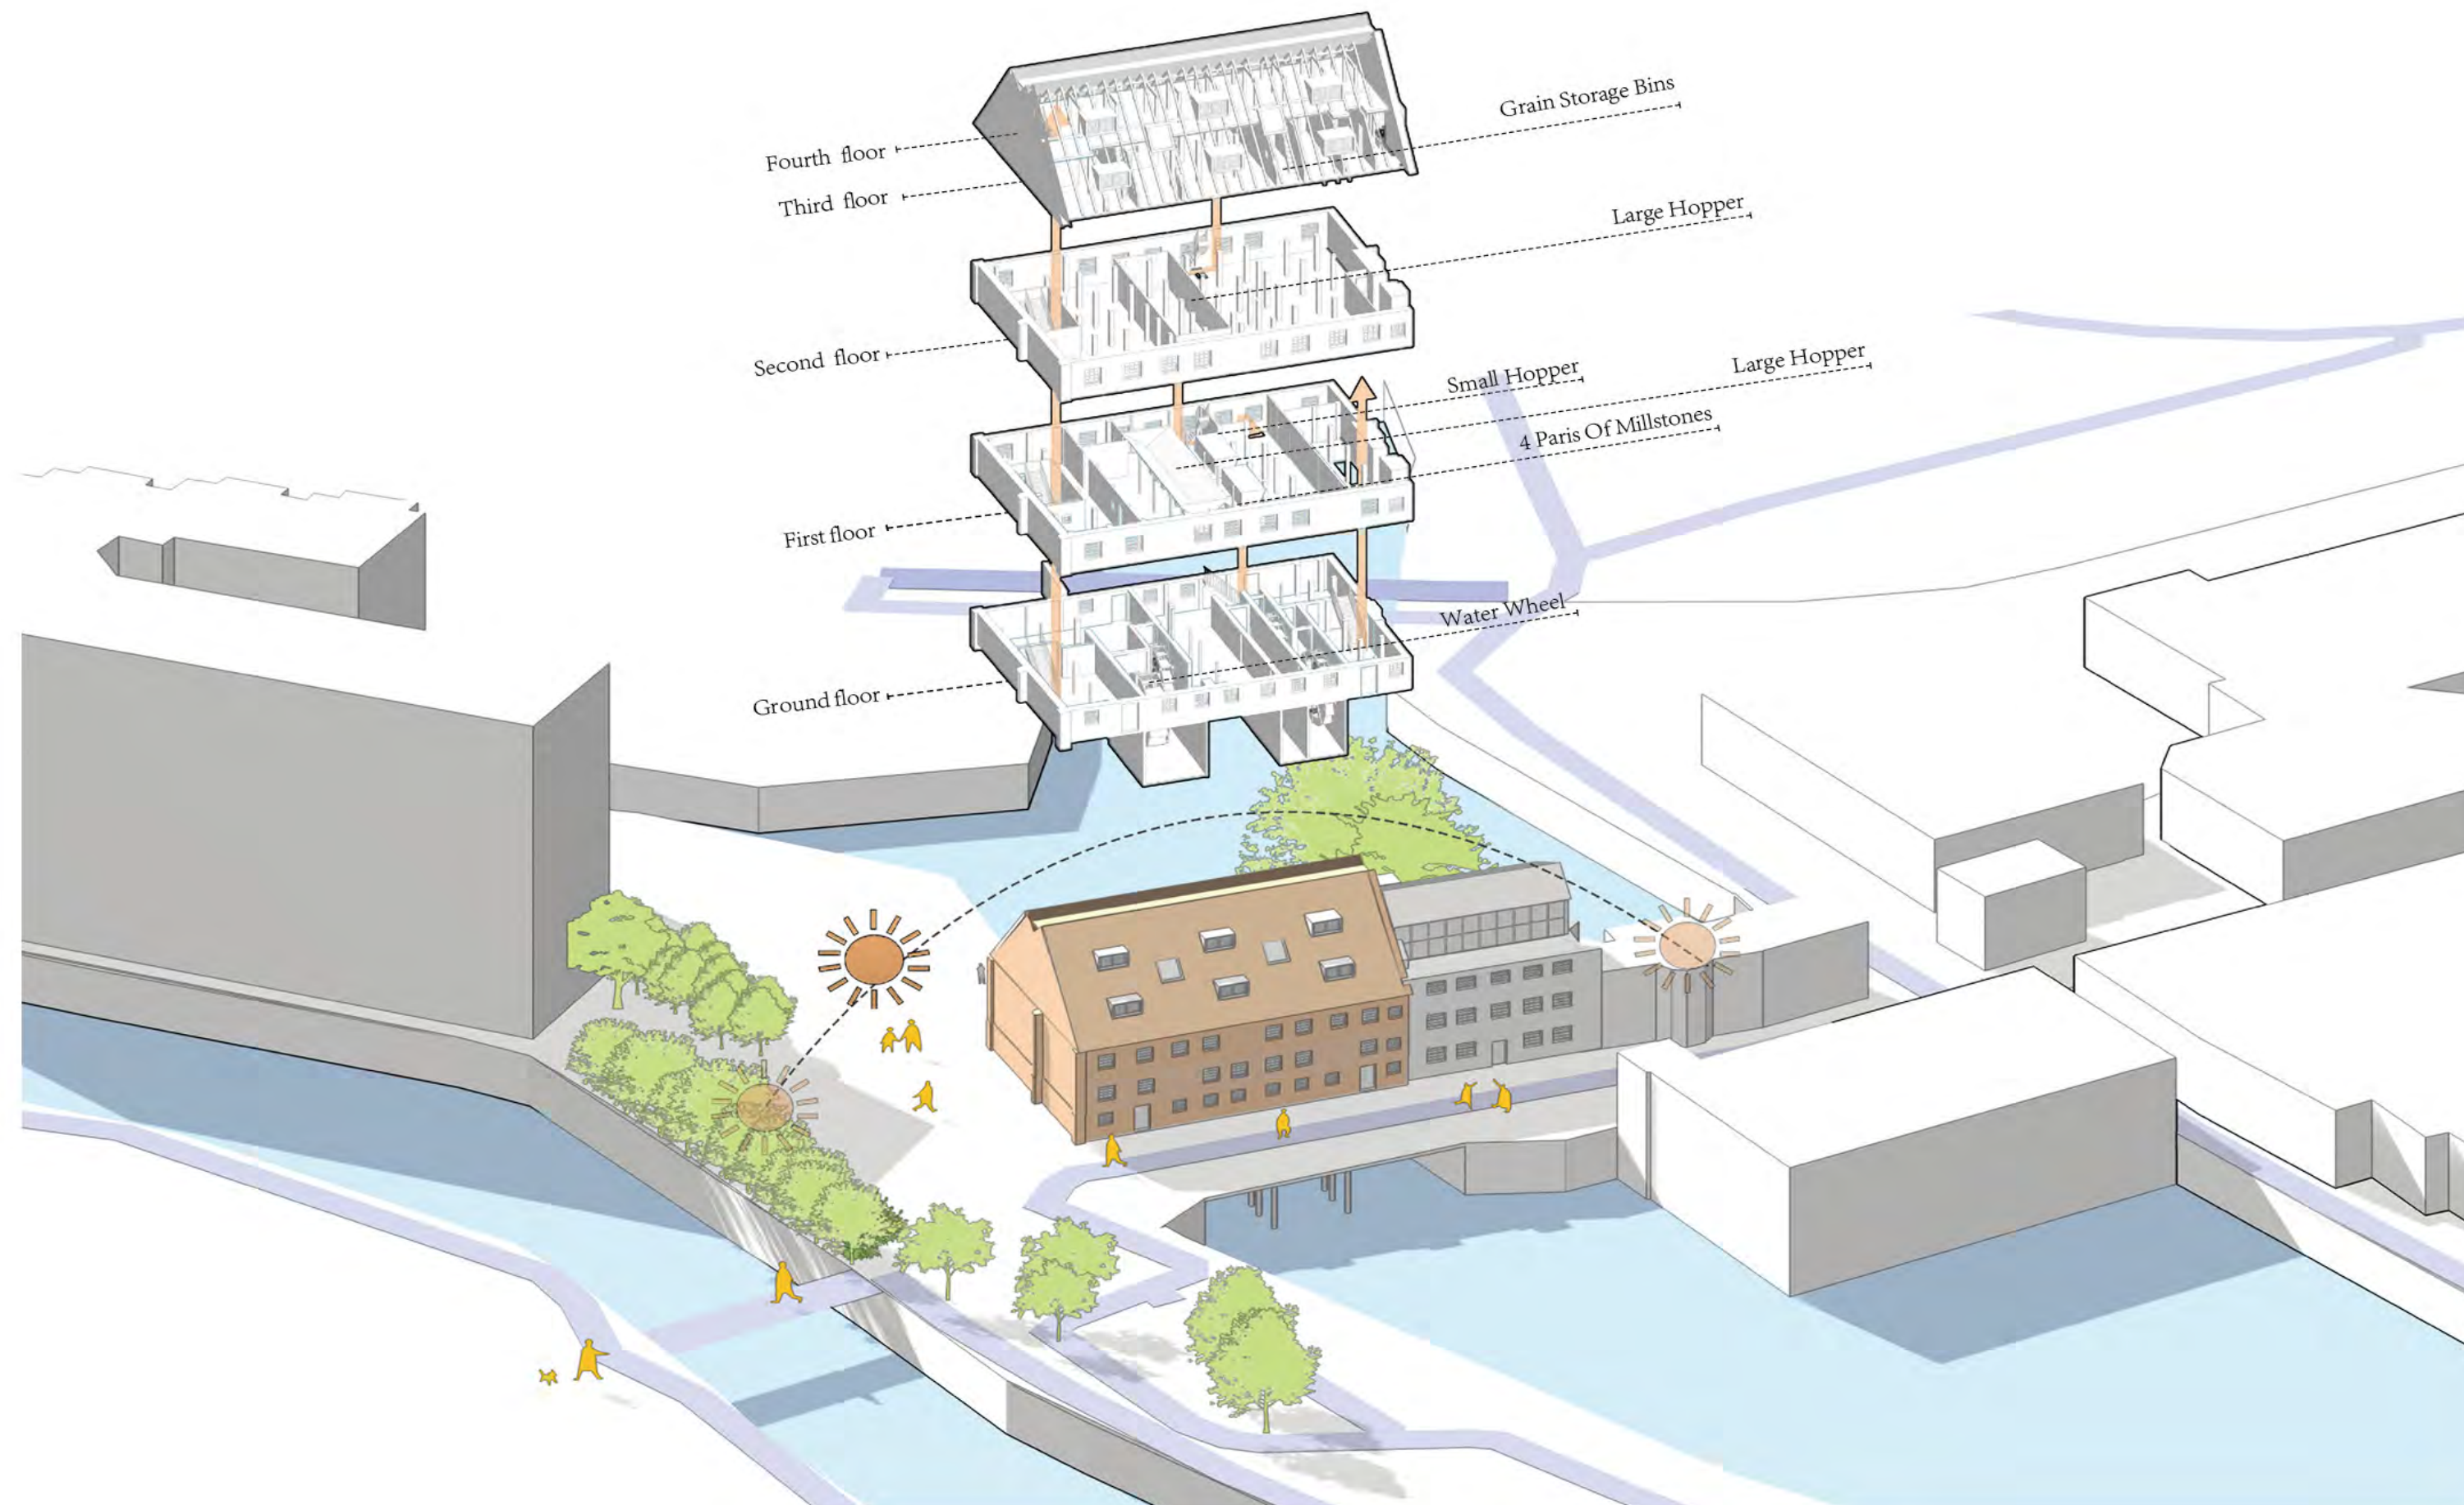 Grain Storage Bins
Fourth floor
Third floor
Large Hopper
Second floor
Small Hopper
Large Hopper
4 Paris Of Millstones
First floor
Water Wheel
Ground floor